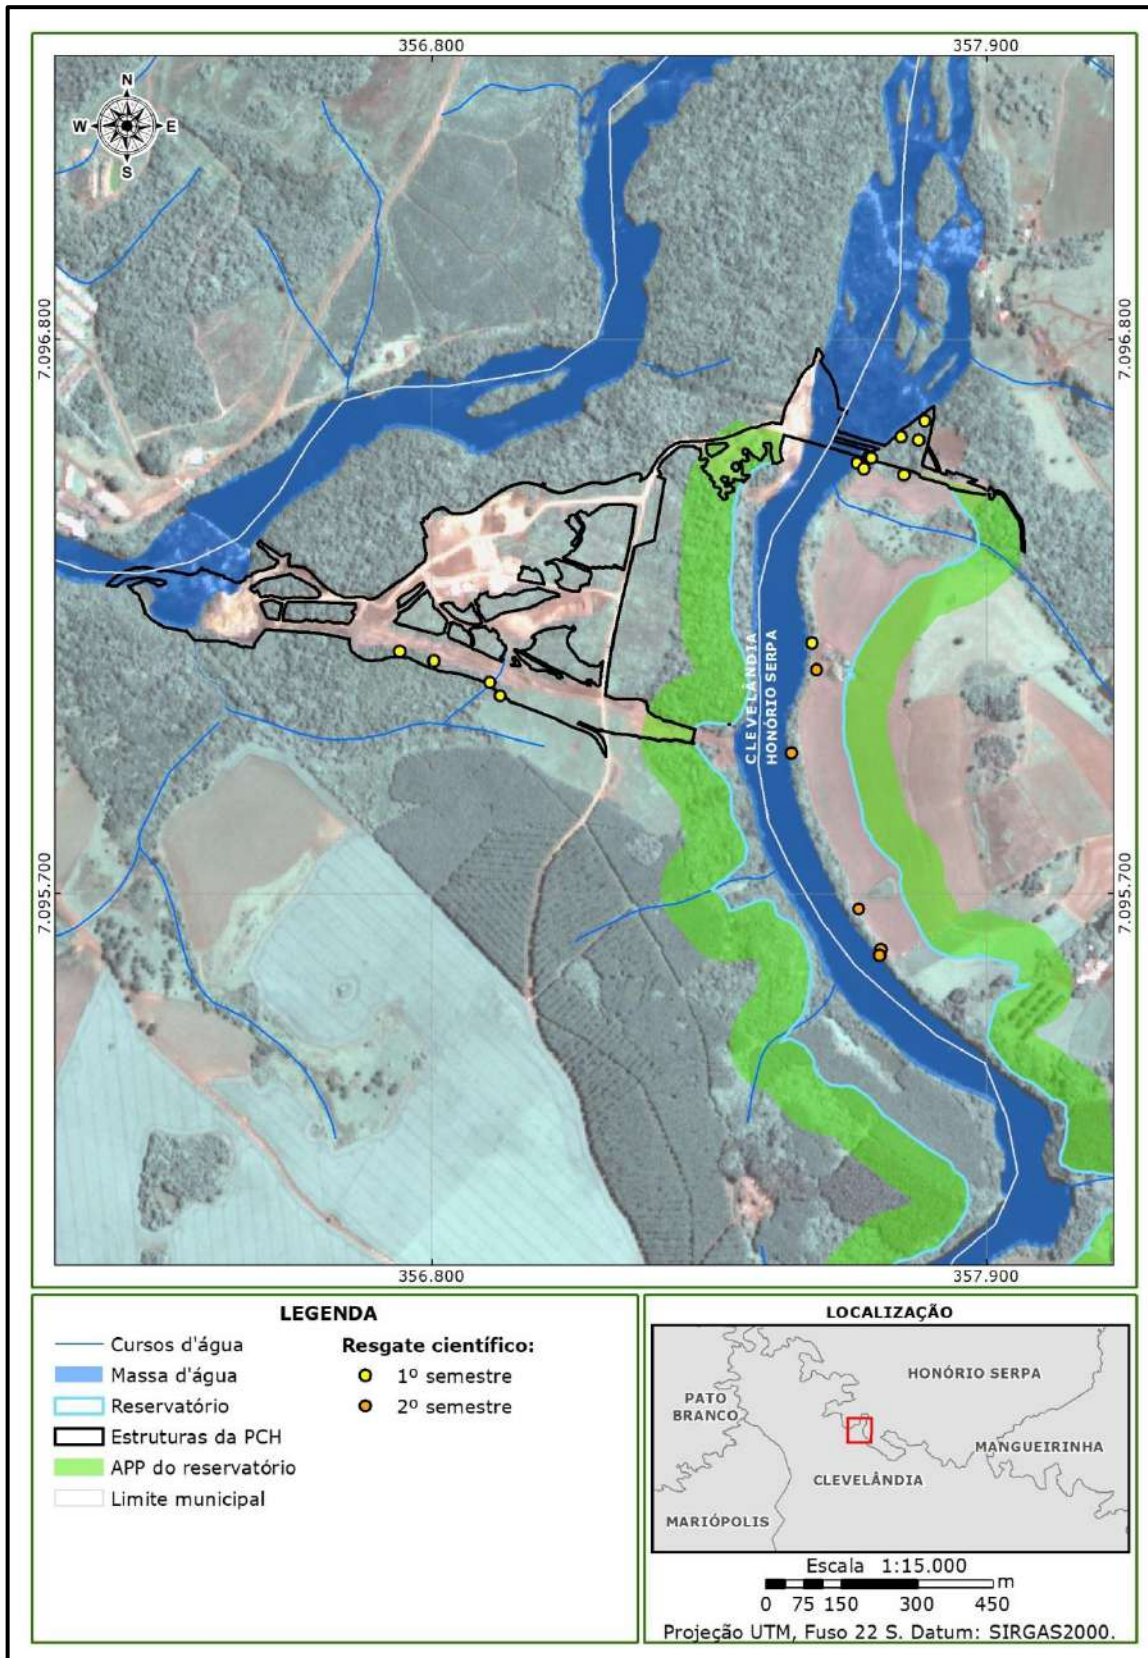 356.800
357.900
N
W
E
S
7.096.800
7.096.800
CLEVELÂNDIA
HONÓRIO SERPA
7.095.700
7.095.700
356.800
357.900
LEGENDA
Cursos d'água
Massa d'água
Reservatório
Estruturas da PCH
APP do reservatório
Limite municipal
Resgate científico:
1º semestre
2º semestre
LOCALIZAÇÃO
HONÓRIO SERPA
PATO
BRANCO
MANGUEIRINHA
CLEVELÂNDIA
MARIÓPOLIS
Escala 1:15.000
m
0 75 150 300 450
Projeção UTM, Fuso 22 S. Datum: SIRGAS2000.